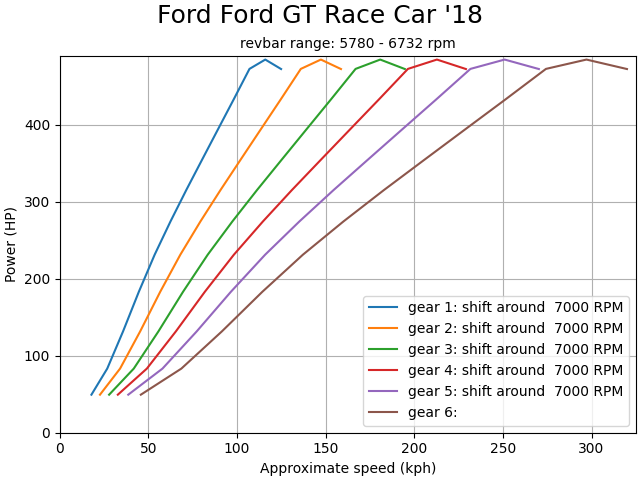 Ford Ford GT Race Car '18
revbar range: 5780 - 6732 rpm
Power (HP)
400
300
200
100
0
gear 1: shift around  7000 RPM
gear 2: shift around  7000 RPM
gear 3: shift around  7000 RPM
gear 4: shift around  7000 RPM
gear 5: shift around  7000 RPM
gear 6:
0 50 100 150 200 250 300
Approximate speed (kph)